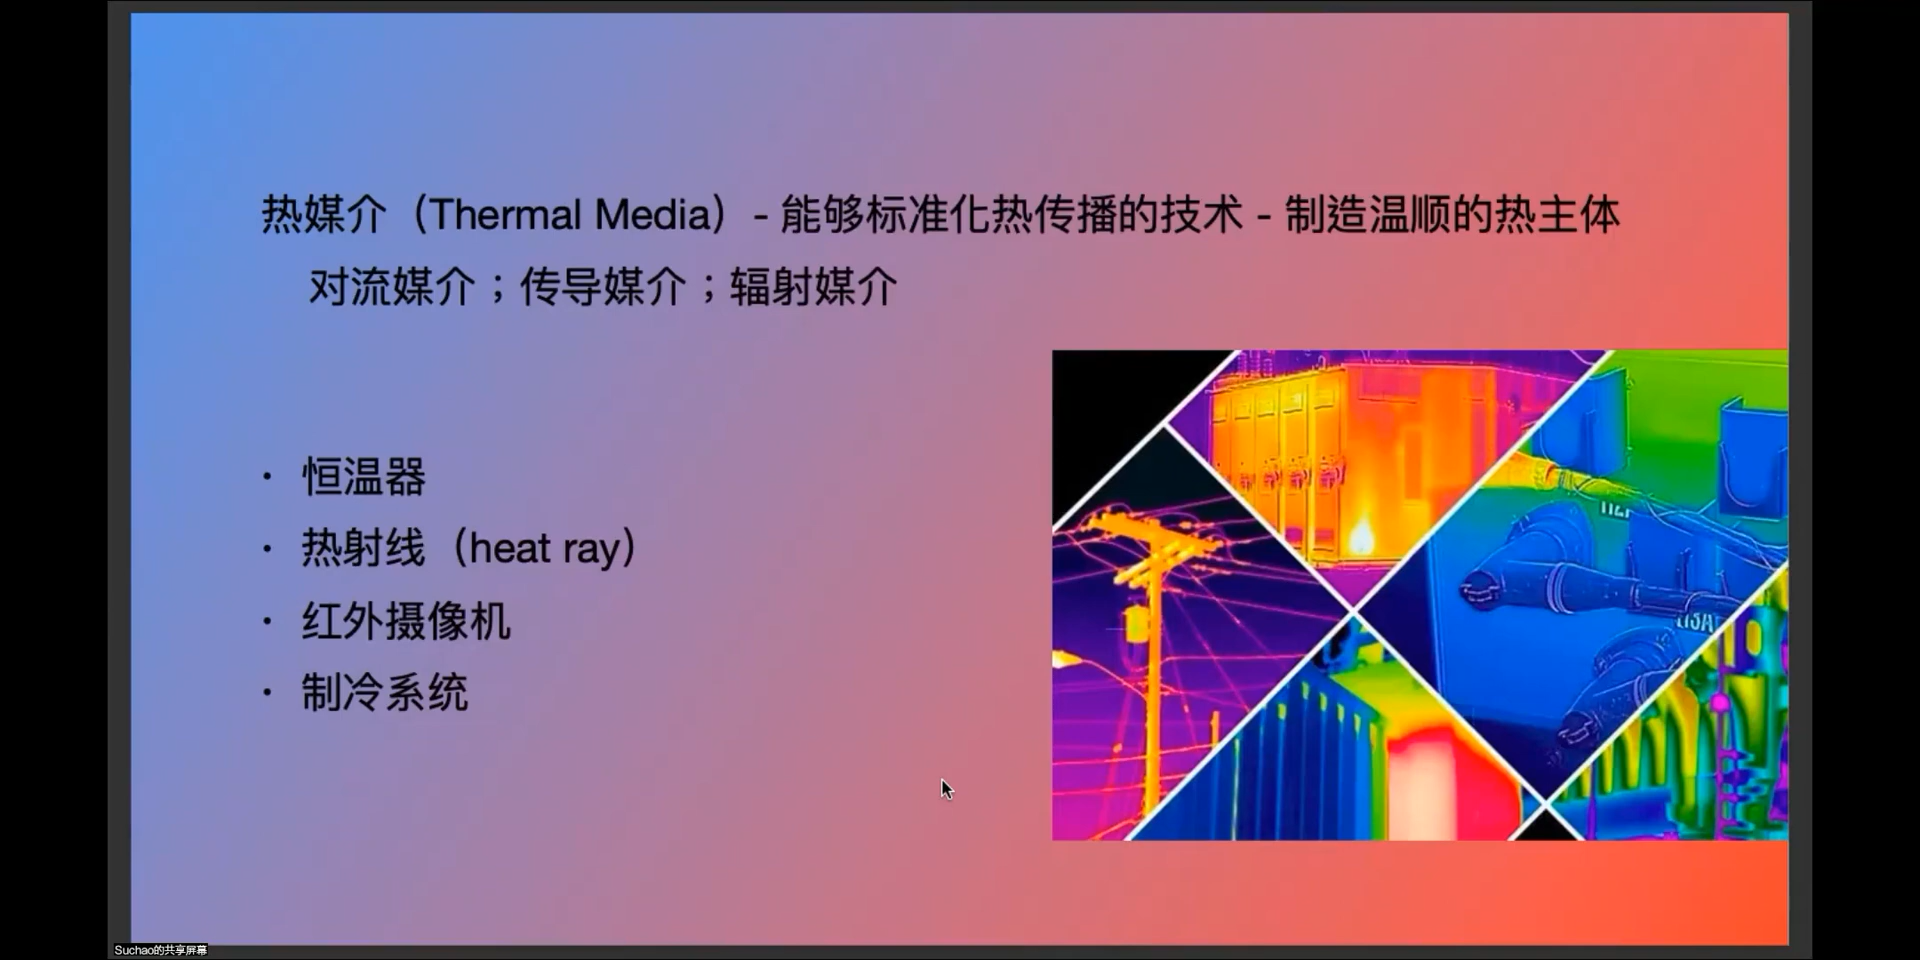 热媒介（Thermal Media）- 能够标准化热传播的技术 - 制造温顺的热主体
对流媒介；传导媒介；辐射媒介
· 恒温器
· 热射线（heat ray）
· 红外摄像机
· 制冷系统
Suchao的共享屏幕